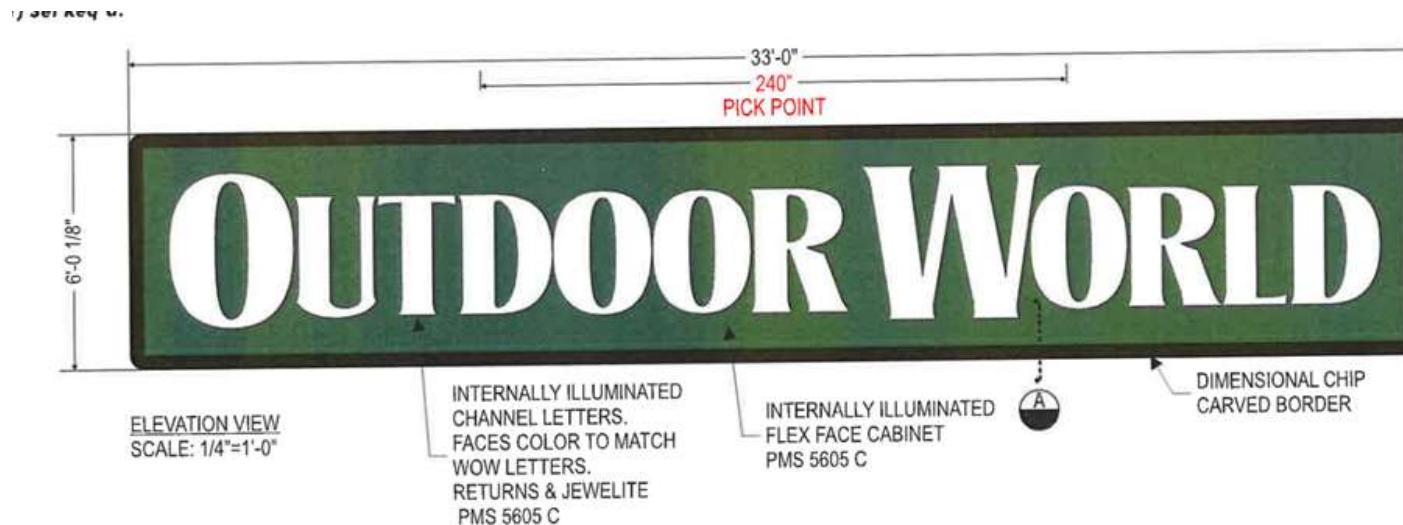 33'-0"
240"
PICK POINT
6'-0 1/8"
OUTDOOR WORLD
ELEVATION VIEW
SCALE: 1/4"=1'-0"
INTERNALLY ILLUMINATED
CHANNEL LETTERS.
FACES COLOR TO MATCH
WOW LETTERS.
RETURNS & JEWELITE
PMS 5605 C
INTERNALLY ILLUMINATED
FLEX FACE CABINET
PMS 5605 C
A
DIMENSIONAL CHIP
CARVED BORDER